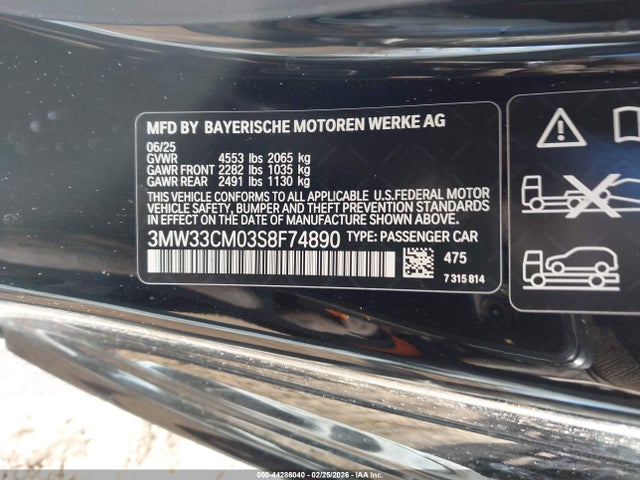 MFD BY BAYERISCHE MOTOREN WERKE AG
06/25
GVWR 4553 lbs 2065 kg
GAWR FRONT 2282 lbs 1035 kg
GAWR REAR 2491 lbs 1130 kg
THIS VEHICLE CONFORMS TO ALL APPLICABLE U.S.FEDERAL MOTOR
VEHICLE SAFETY, BUMPER AND THEFT PREVENTION STANDARDS
IN EFFECT ON THE DATE OF MANUFACTURE SHOWN ABOVE.
3MW33CM03S8F74890 TYPE: PASSENGER CAR
475
7 315 814
000-44286040 - 02/25/2026 - COPYRIGHT IAA, LLC.